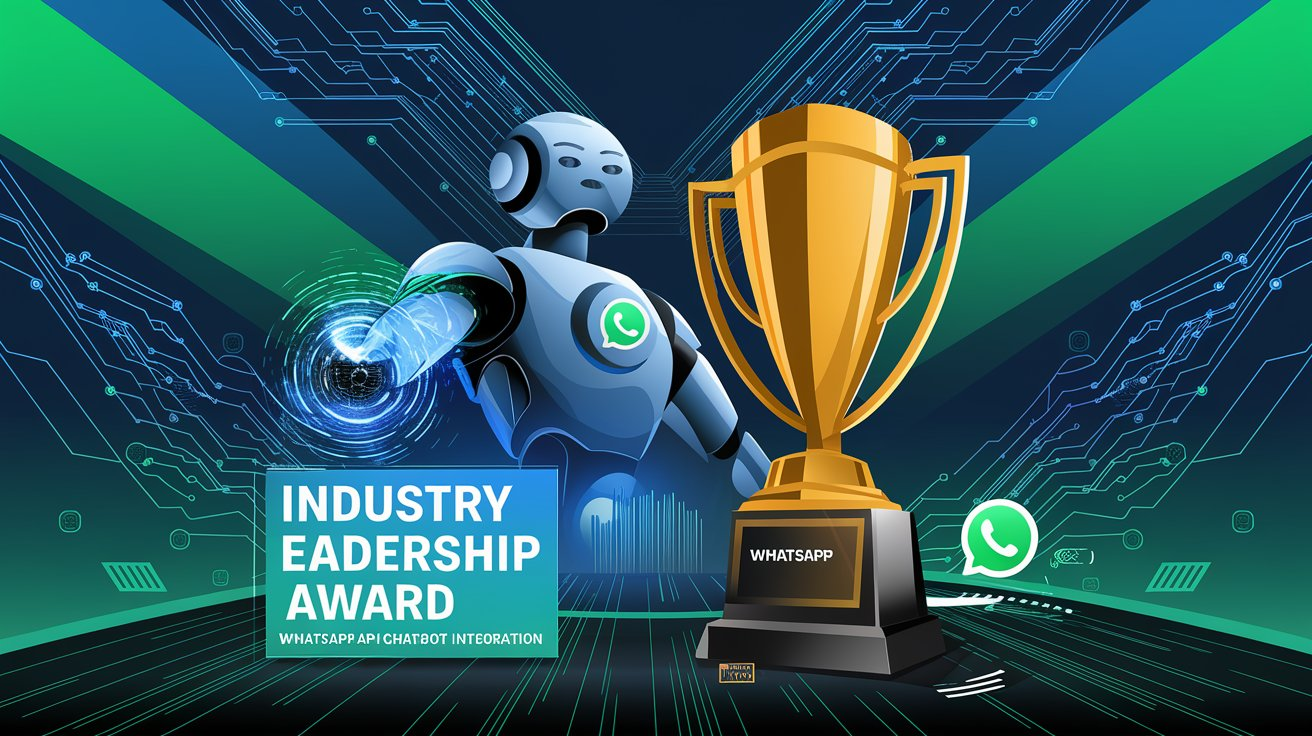 INDUSTRY
EADERSHIP
AWARD
WHATSAPP API CHATBOT INTEORATION
WHATSAPP